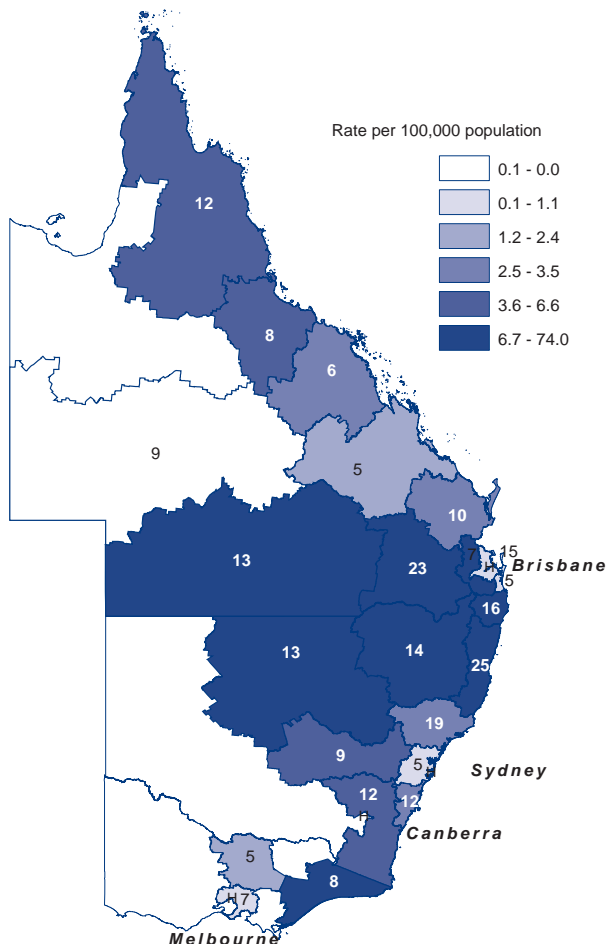 Rate per 100,000 population
0.1 - 0.0
0.1 - 1.1
1.2 - 2.4
2.5 - 3.5
3.6 - 6.6
6.7 - 74.0
12
8
6
9
5
10
13
23
7
15
H
Brisbane
5
16
13
14
25
19
9
5
H
Sydney
12
12
H
Canberra
5
8
H 7
Melbourne